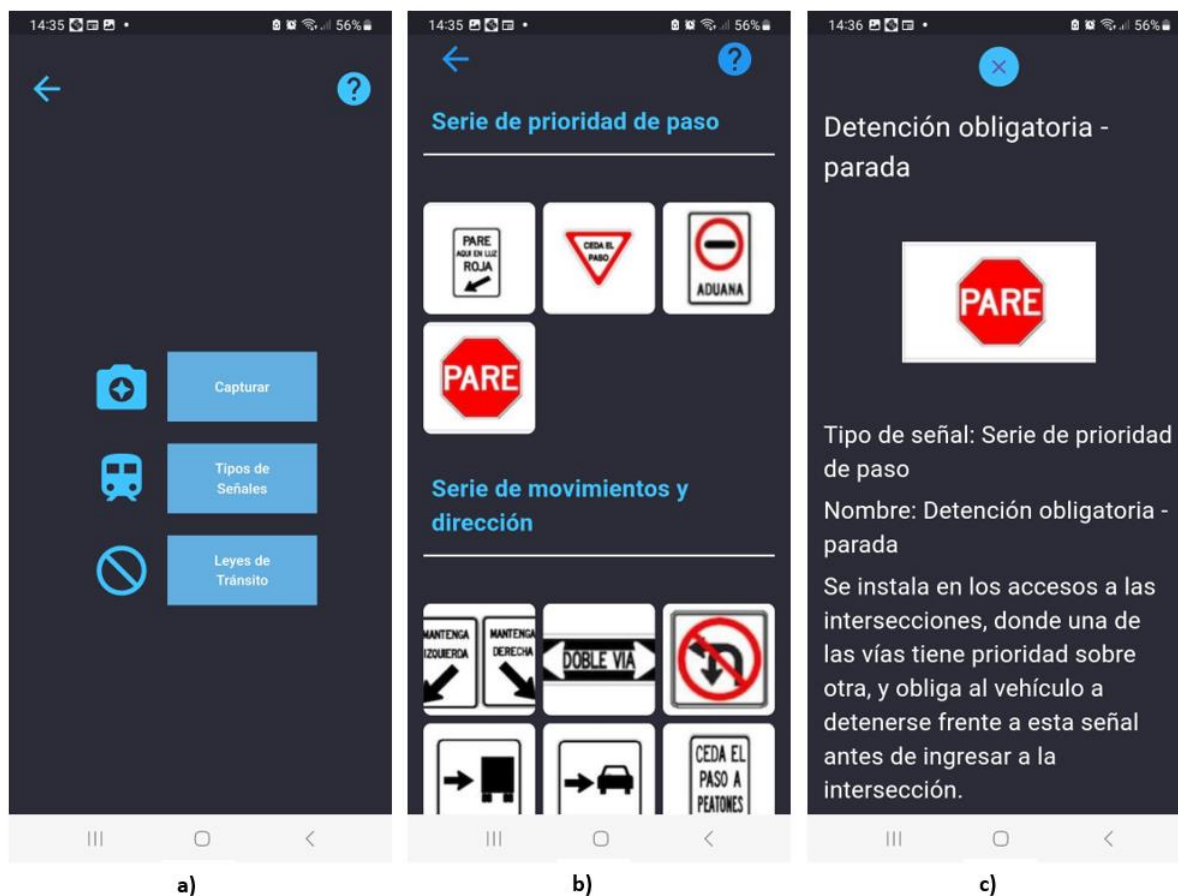 14:35
56%
Capturar
Tipos de
Señales
Leyes de
Tránsito
a)
14:35
56%
Serie de prioridad de paso
PARE
AQUI EN LUZ
ROJA
CEDA EL
PASO
ADUANA
PARE
Serie de movimientos y
dirección
MANTENGA
IZQUIERDA
MANTENGA
DERECHA
DOBLE VIA
CEDA EL
PASO A
PEATONES
b)
14:36
56%
Detención obligatoria -
parada
PARE
Tipo de señal: Serie de prioridad
de paso
Nombre: Detención obligatoria -
parada
Se instala en los accesos a las
intersecciones, donde una de
las vías tiene prioridad sobre
otra, y obliga al vehículo a
detenerse frente a esta señal
antes de ingresar a la
intersección.
c)